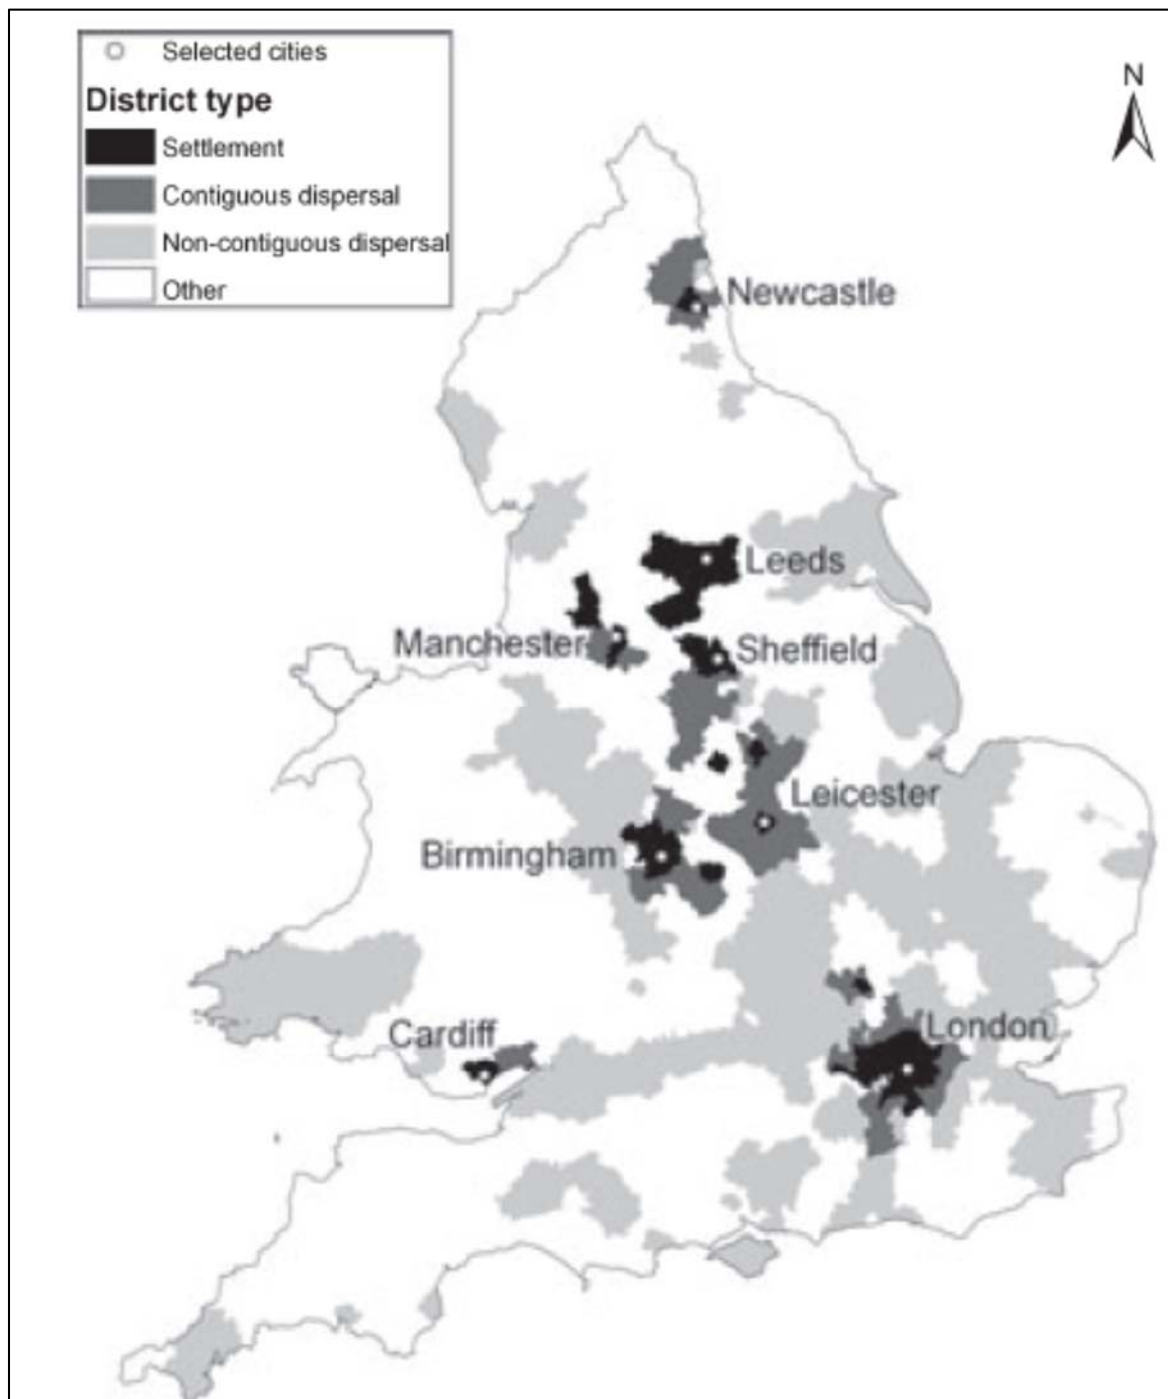 Selected cities
District type
Settlement
Contiguous dispersal
Non-contiguous dispersal
Other
N
Newcastle
Leeds
Manchester
Sheffield
Leicester
Birmingham
London
Cardiff